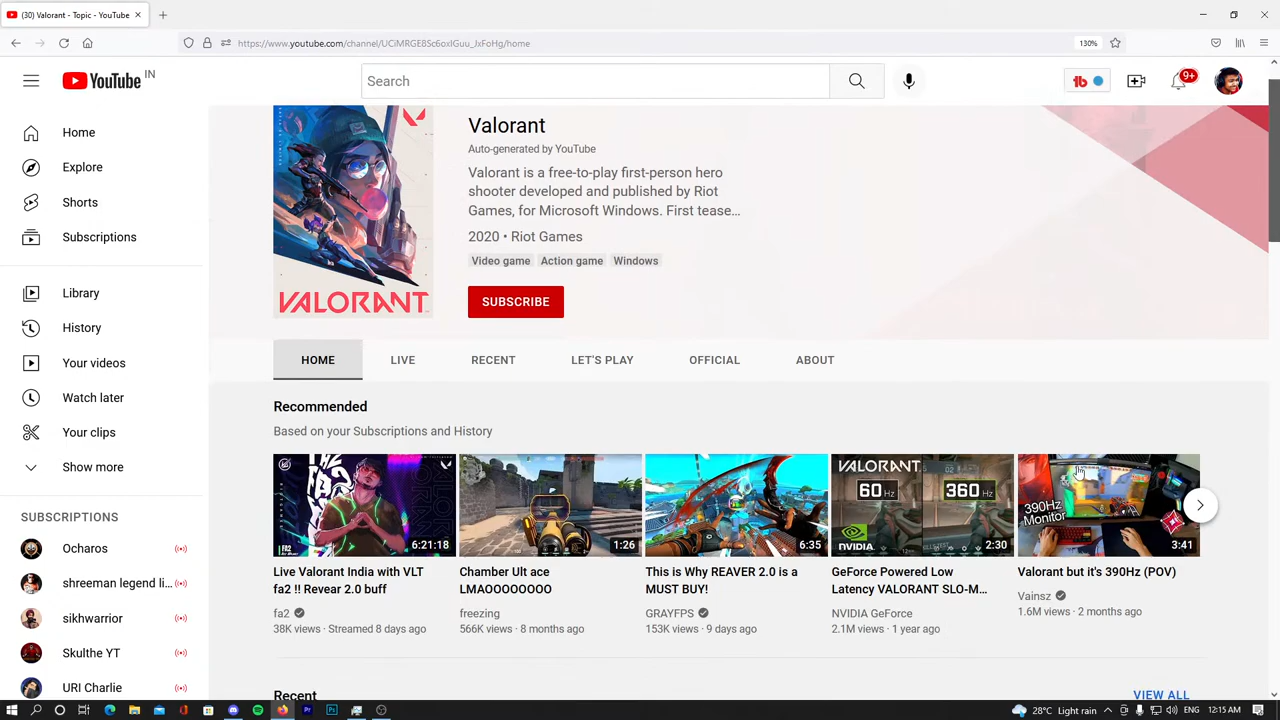 (30) Valorant - Topic - YouTube
https://www.youtube.com/channel/UCiMRGE8Sc6oxIGuu_JxFoHg/home
130%
YouTube
IN
Search
9+
Home
Explore
Shorts
Subscriptions
Library
History
Your videos
Watch later
Your clips
Show more
SUBSCRIPTIONS
Ocharos
shreeman legend li...
sikhwarrior
Skulthe YT
URI Charlie
VALORANT
Valorant
Auto-generated by YouTube
Valorant is a free-to-play first-person hero
shooter developed and published by Riot
Games, for Microsoft Windows. First tease...
2020 • Riot Games
Video game Action game Windows
SUBSCRIBE
HOME LIVE RECENT LET'S PLAY OFFICIAL ABOUT
Recommended
Based on your Subscriptions and History
FA2
6:21:18
Live Valorant India with VLT
fa2 !! Revear 2.0 buff
fa2
38K views · Streamed 8 days ago
1:26
Chamber Ult ace
LMAOOOOOOO
freezing
566K views · 8 months ago
6:35
This is Why REAVER 2.0 is a
MUST BUY!
GRAYFPS
153K views · 9 days ago
VALORANT
60 Hz
360 Hz
NVIDIA
2:30
GeForce Powered Low
Latency VALORANT SLO-M...
NVIDIA GeForce
2.1M views · 1 year ago
390Hz
Monitor
3:41
Valorant but it's 390Hz (POV)
Vainsz
1.6M views · 2 months ago
Recent
VIEW ALL
28°C Light rain
12:15 AM